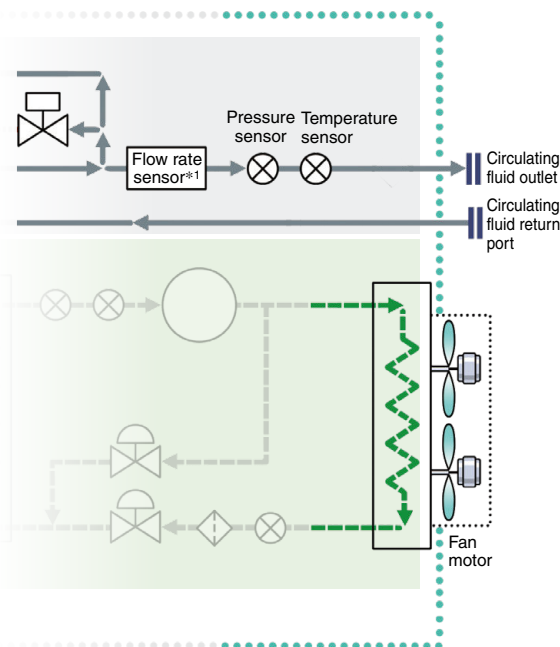 Pressure
sensor
Temperature
sensor
Flow rate
sensor*1
Circulating
fluid outlet
Circulating
fluid return
port
Fan
motor